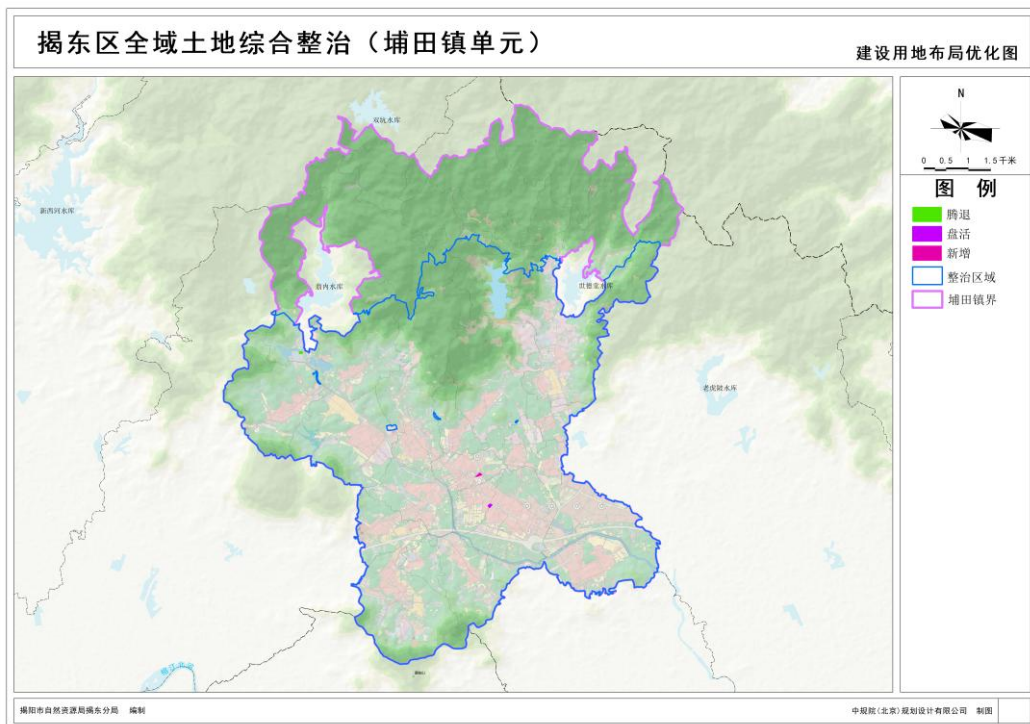 揭东区全域土地综合整治（埔田镇单元）
建设用地布局优化图
N
0 0.5 1 1.5千米
图 例
腾退
盘活
新增
整治区域
埔田镇界
双坑水库
新西河水库
世德堂水库
老虎陂水库
揭阳市自然资源局揭东分局 编制
中规院(北京)规划设计有限公司 制图